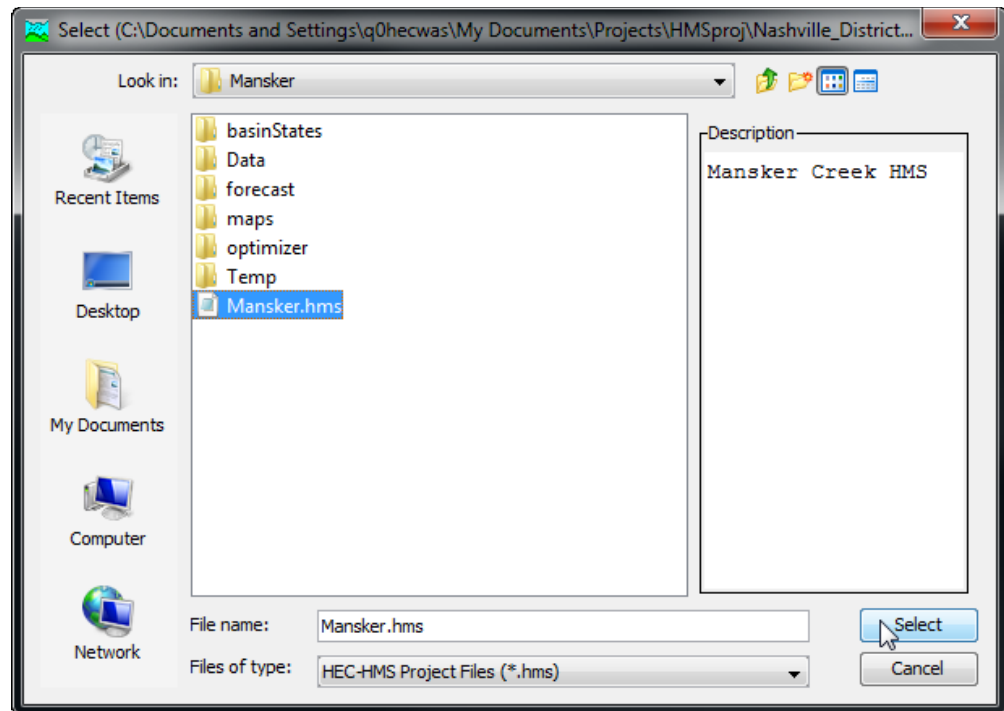 Select (C:\Documents and Settings\q0hecwas\My Documents\Projects\HMSproj\Nashville_District...
Look in:
Mansker
Recent Items
Desktop
My Documents
Computer
Network
basinStates
Data
forecast
maps
optimizer
Temp
Mansker.hms
Description
Mansker Creek HMS
File name:
Mansker.hms
Select
Files of type:
HEC-HMS Project Files (*.hms)
Cancel